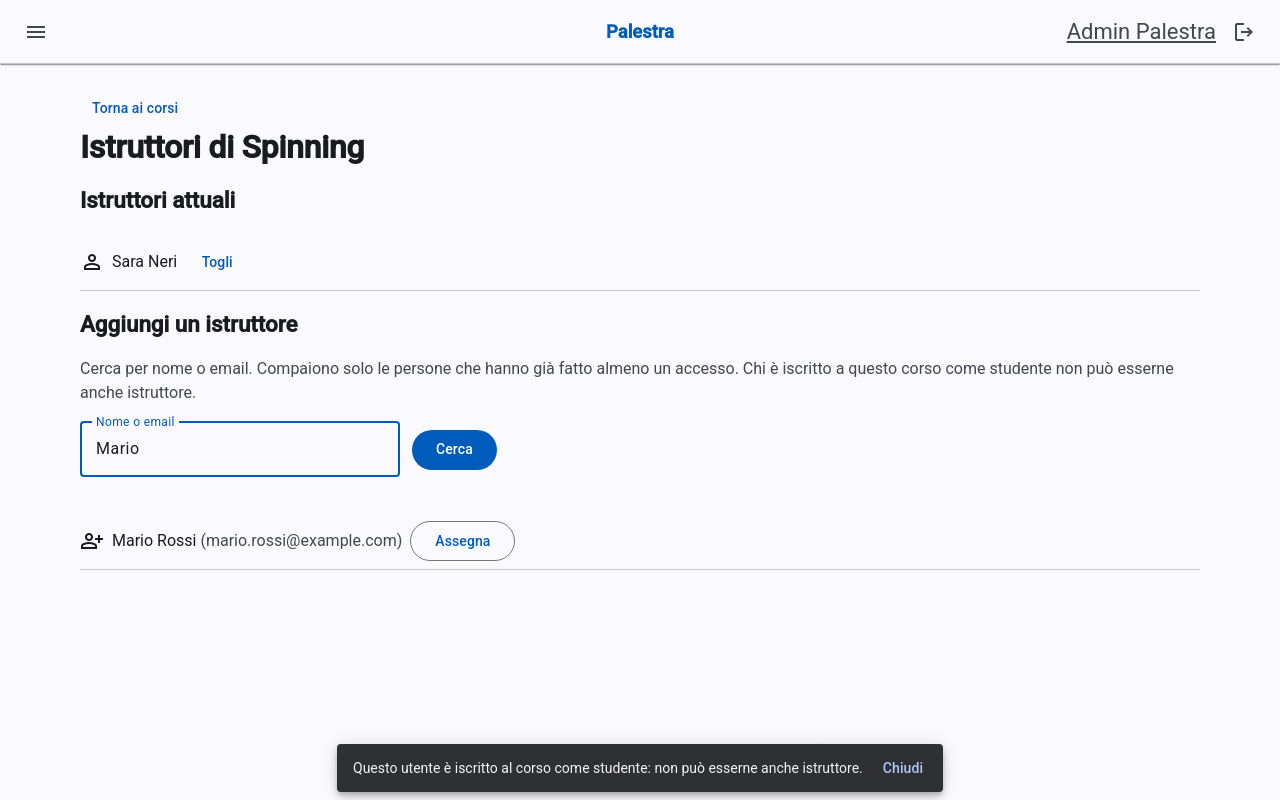 Palestra
Admin Palestra
Torna ai corsi
Istruttori di Spinning
Istruttori attuali
Sara Neri Togli
Aggiungi un istruttore
Cerca per nome o email. Compaiono solo le persone che hanno già fatto almeno un accesso. Chi è iscritto a questo corso come studente non può esserne
anche istruttore.
Nome o email
Mario
Cerca
Mario Rossi (mario.rossi@example.com) Assegna
Questo utente è iscritto al corso come studente: non può esserne anche istruttore. Chiudi